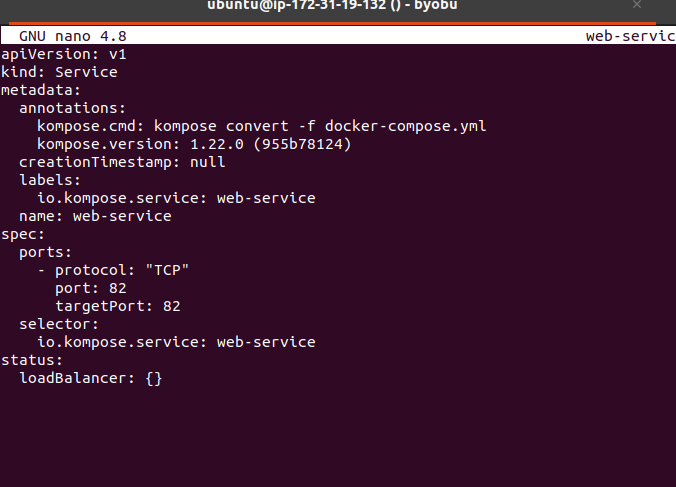 ubuntu@ip-172-31-19-132 () - byobu
GNU nano 4.8 web-servic
apiVersion: v1
kind: Service
metadata:
  annotations:
    kompose.cmd: kompose convert -f docker-compose.yml
    kompose.version: 1.22.0 (955b78124)
  creationTimestamp: null
  labels:
    io.kompose.service: web-service
  name: web-service
spec:
  ports:
    - protocol: "TCP"
      port: 82
      targetPort: 82
  selector:
    io.kompose.service: web-service
status:
  loadBalancer: {}